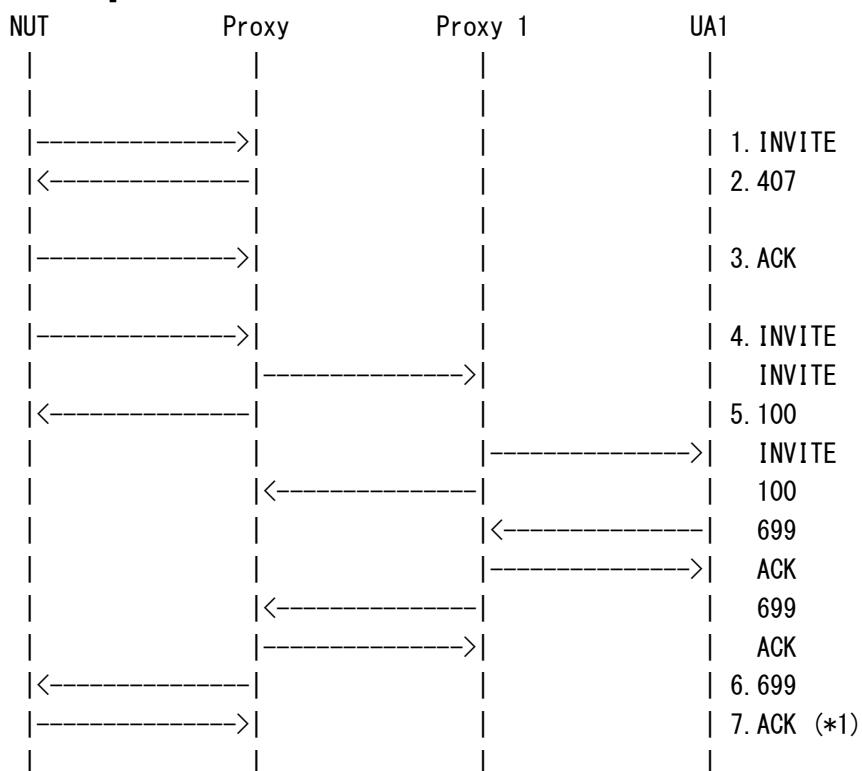 NUT Proxy Proxy 1 UA1
| | | |
| | | |
|-------------->| | | 1. INVITE
|<--------------| | | 2. 407
| | | |
|-------------->| | | 3. ACK
| | | |
|-------------->| | | 4. INVITE
| |-------------->| | INVITE
|<--------------| | | 5. 100
| | |-------------->| INVITE
| |<--------------| | 100
| | |<--------------| 699
| | |-------------->| ACK
| |<--------------| | 699
| |-------------->| | ACK
|<--------------| | | 6. 699
|-------------->| | | 7. ACK (*1)
| | | |